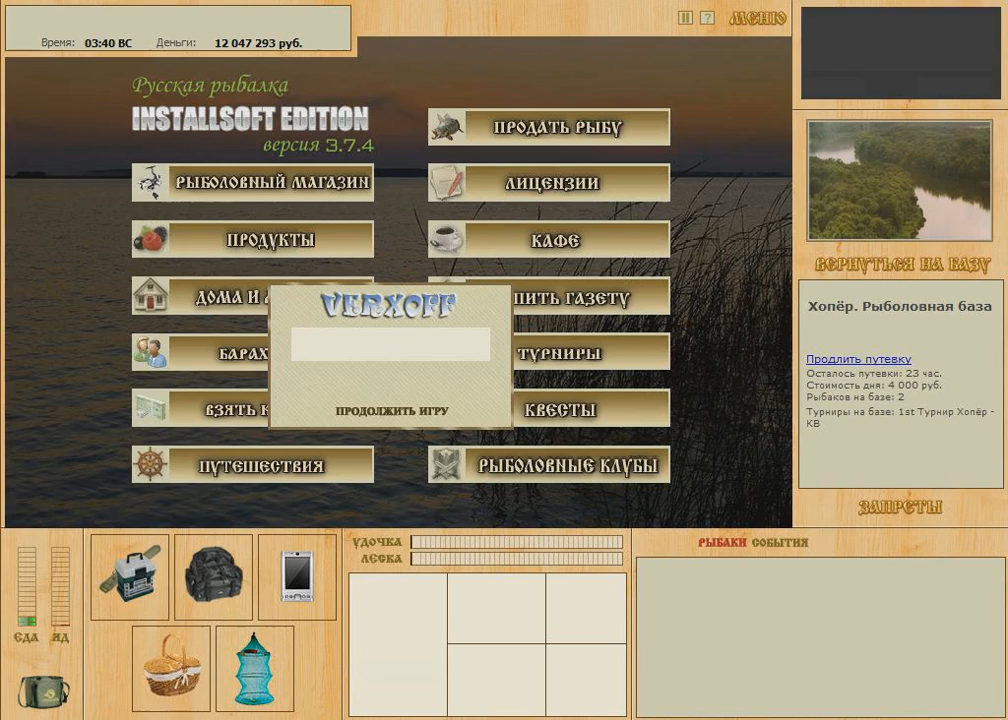 Время: 03:40 ВС Деньги: 12 047 293 руб.
? МЕНЮ
Русская рыбалка
INSTALLSOFT EDITION
версия 3.7.4
РЫБОЛОВНЫЙ МАГАЗИН
ПРОДУКТЫ
ДОМА И
БАРАХ
ВЗЯТЬ
ПУТЕШЕСТВИЯ
ПРОДАТЬ РЫБУ
ЛИЦЕНЗИИ
КАФЕ
ПИТЬ ГАЗЕТУ
ТУРНИРЫ
КВЕСТЫ
РЫБОЛОВНЫЕ КЛУБЫ
VERXOFF
ПРОДОЛЖИТЬ ИГРУ
ВЕРНУТЬСЯ НА БАЗУ
Хопёр. Рыболовная база
Продлить путевку
Осталось путевки: 23 час.
Стоимость дня: 4 000 руб.
Рыбаков на базе: 2
Турниры на базе: 1st Турнир Хопёр -
КВ
ЗАПРЕТЫ
ЕДА ЯД
УДОЧКА
ЛЕСКА
РЫБАКИ СОБЫТИЯ